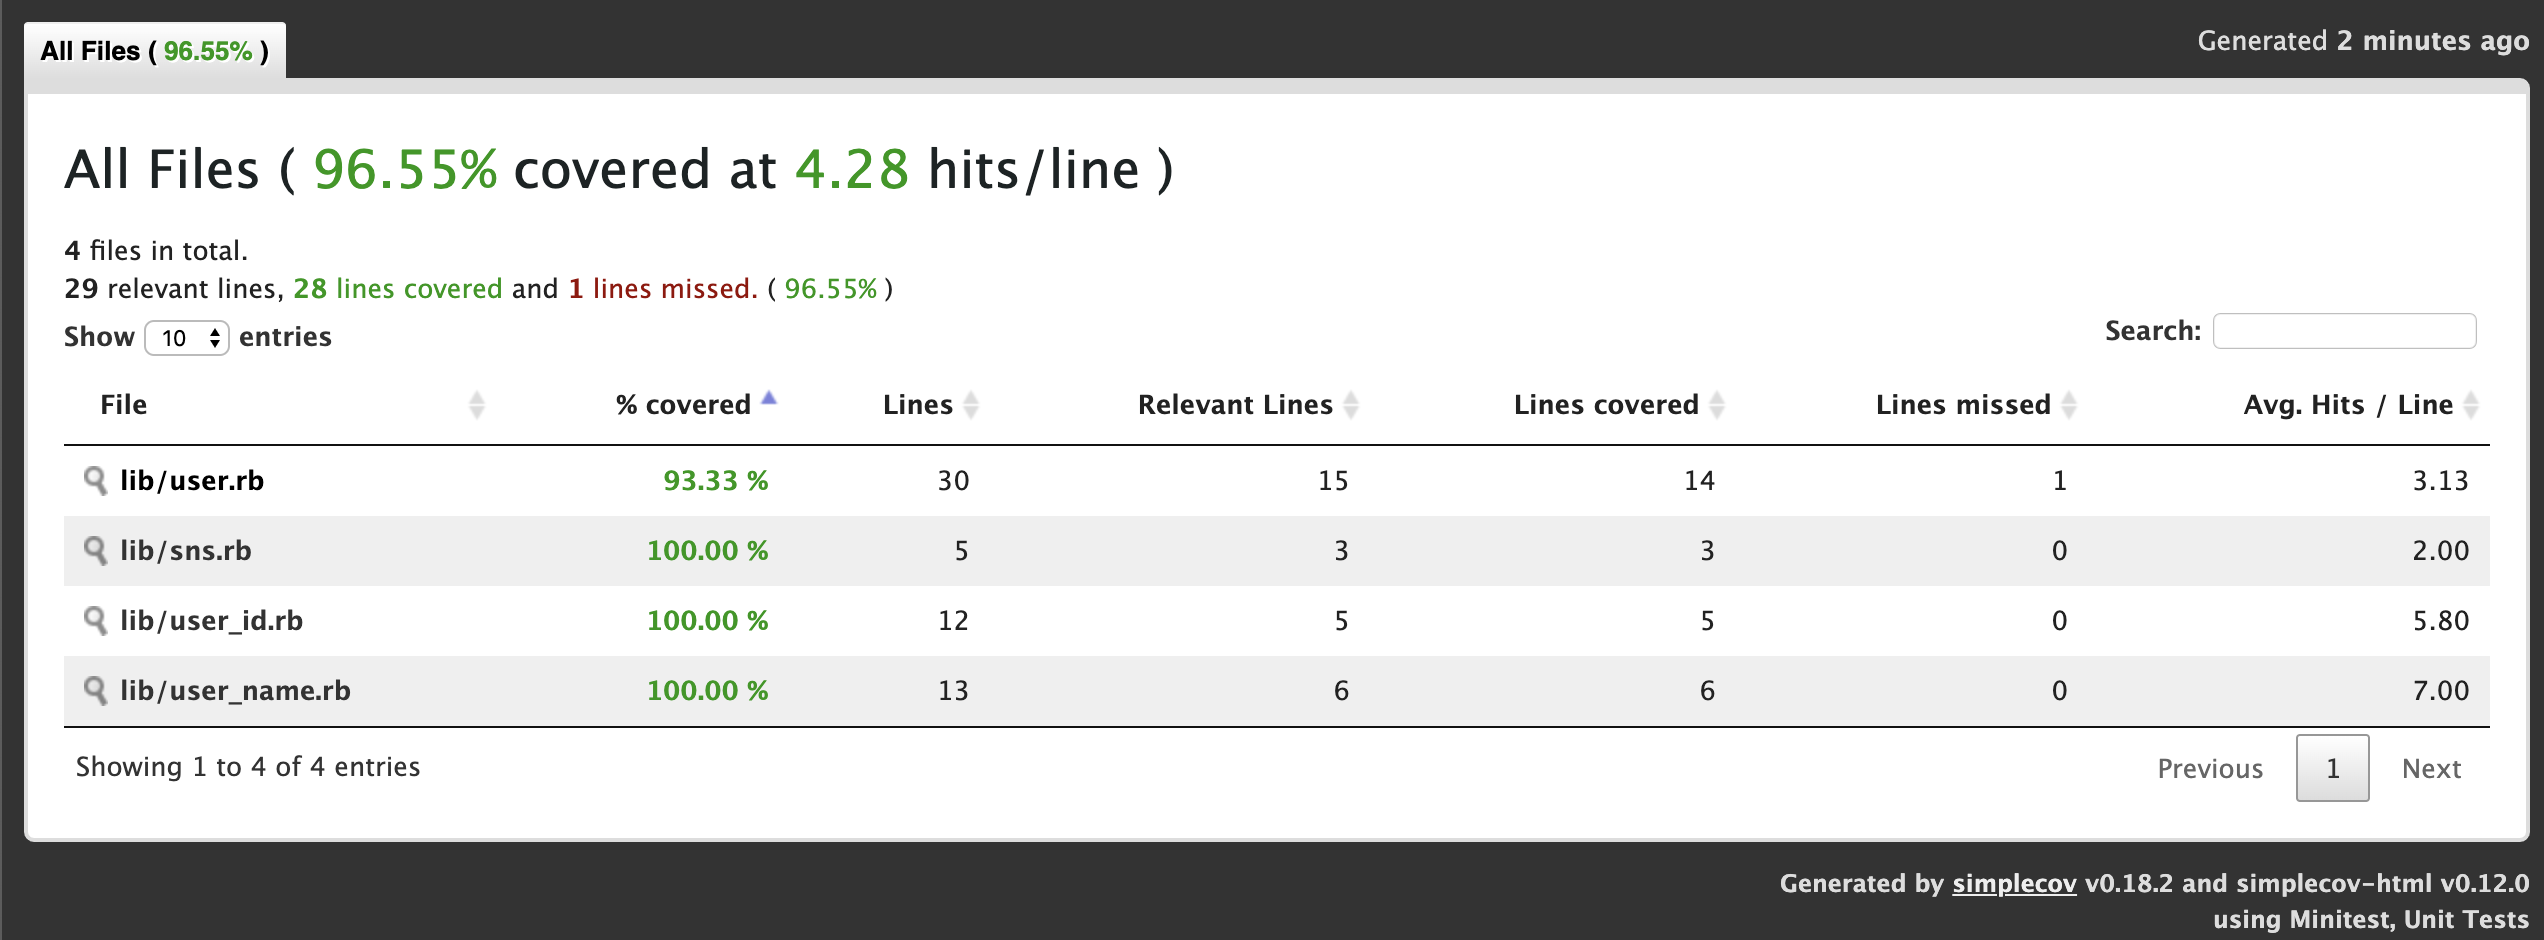 All Files ( 96.55% )
Generated 2 minutes ago
All Files ( 96.55% covered at 4.28 hits/line )
4 files in total.
29 relevant lines, 28 lines covered and 1 lines missed. ( 96.55% )
Show 10 entries
Search:
File % covered Lines Relevant Lines Lines covered Lines missed Avg. Hits / Line
lib/user.rb 93.33 % 30 15 14 1 3.13
lib/sns.rb 100.00 % 5 3 3 0 2.00
lib/user_id.rb 100.00 % 12 5 5 0 5.80
lib/user_name.rb 100.00 % 13 6 6 0 7.00
Showing 1 to 4 of 4 entries
Previous 1 Next
Generated by simplecov v0.18.2 and simplecov-html v0.12.0
using Minitest, Unit Tests